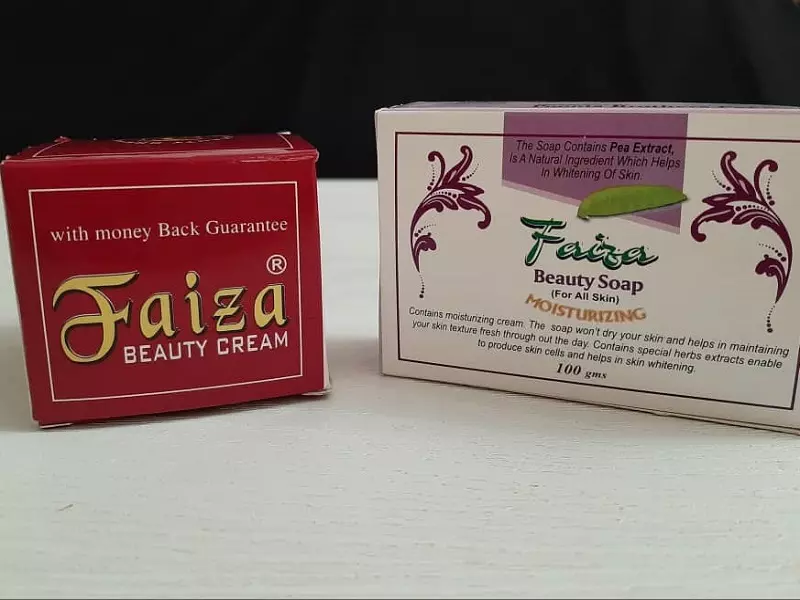 with money Back Guarantee
Faiza®
BEAUTY CREAM
The Soap Contains Pea Extract,
Is A Natural Ingredient Which Helps
In Whitening Of Skin.
Faiza
Beauty Soap
(For All Skin)
MOISTURIZING
Contains moisturizing cream. The soap won't dry your skin and helps in maintaining
your skin texture fresh through out the day. Contains special herbs extracts enable
to produce skin cells and helps in skin whitening.
100 gms